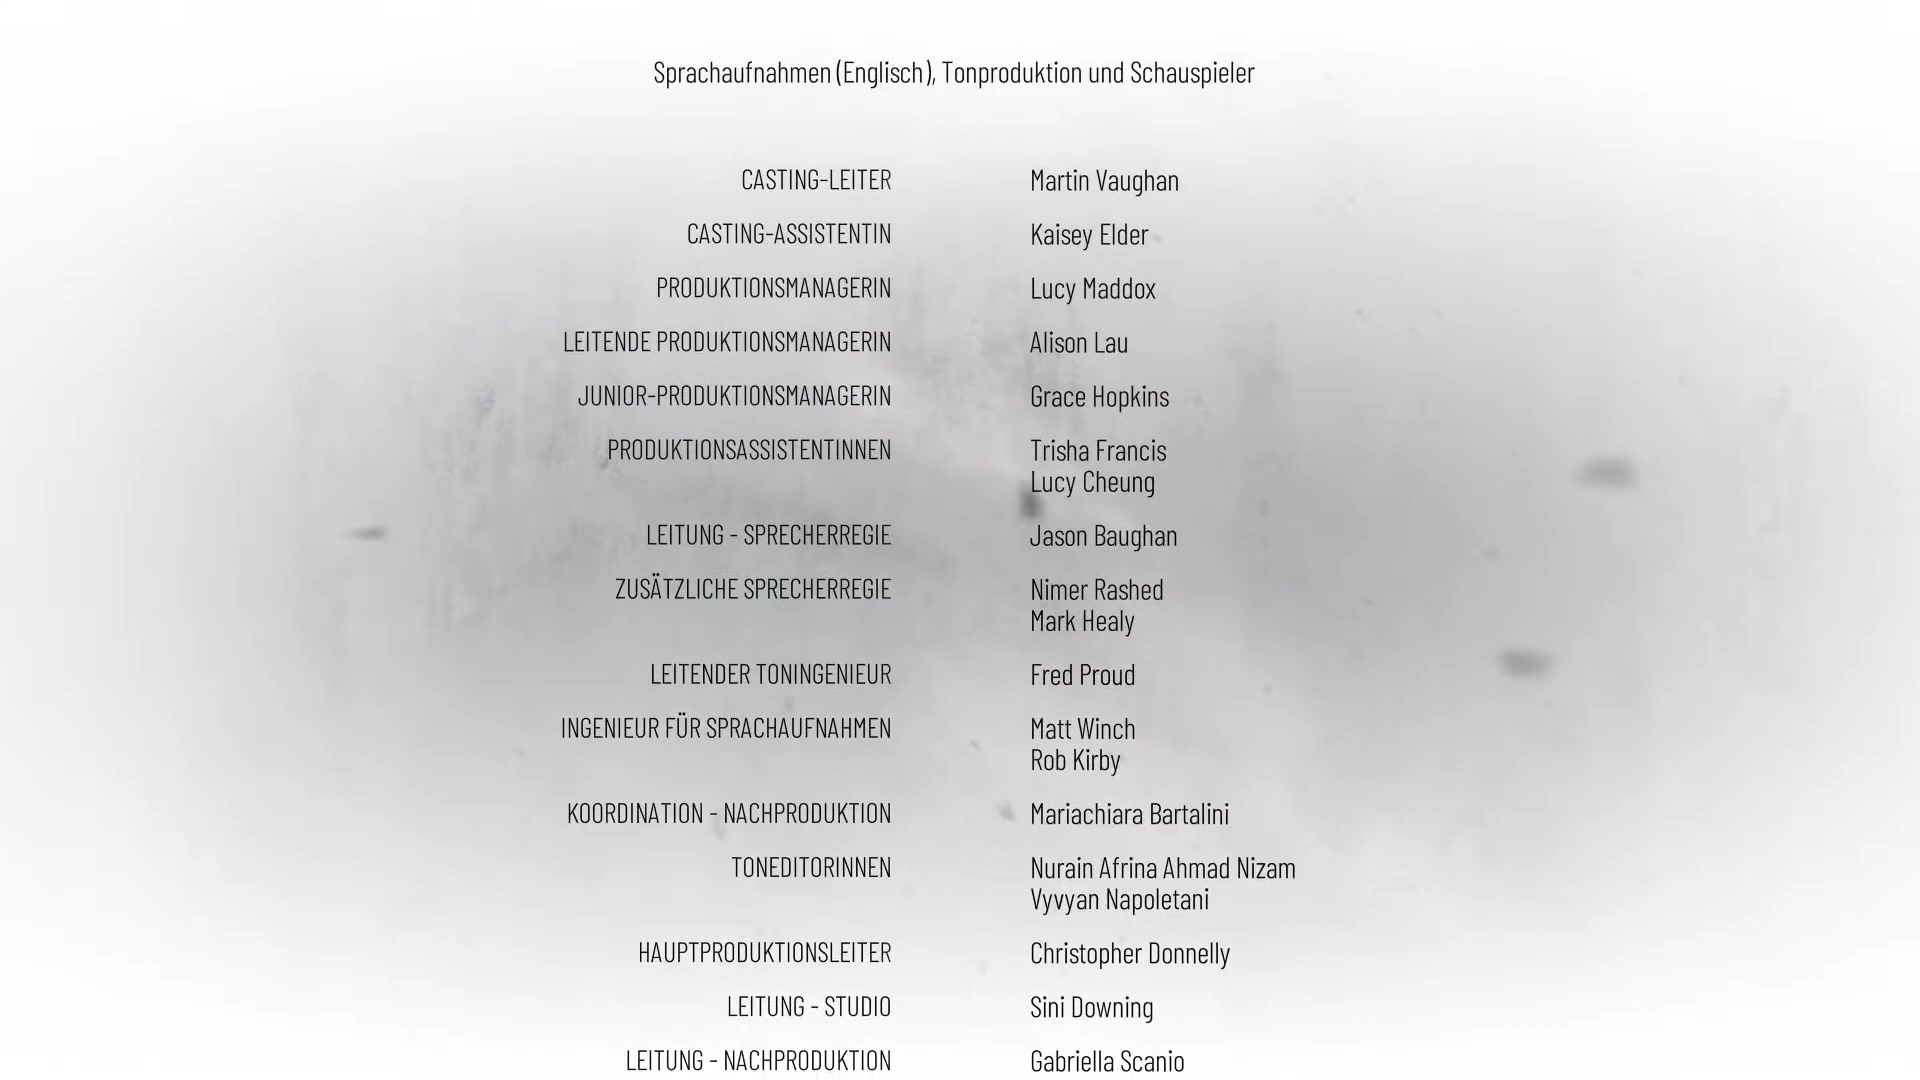 Sprachaufnahmen (Englisch), Tonproduktion und Schauspieler
CASTING-LEITER Martin Vaughan
CASTING-ASSISTENTIN Kaisey Elder
PRODUKTIONSMANAGERIN Lucy Maddox
LEITENDE PRODUKTIONSMANAGERIN Alison Lau
JUNIOR-PRODUKTIONSMANAGERIN Grace Hopkins
PRODUKTIONSASSISTENTINNEN Trisha Francis
Lucy Cheung
LEITUNG - SPRECHERREGIE Jason Baughan
ZUSÄTZLICHE SPRECHERREGIE Nimer Rashed
Mark Healy
LEITENDER TONINGENIEUR Fred Proud
INGENIEUR FÜR SPRACHAUFNAHMEN Matt Winch
Rob Kirby
KOORDINATION - NACHPRODUKTION Mariachiara Bartalini
TONEDITORINNEN Nurain Afrina Ahmad Nizam
Vyvyan Napoletani
HAUPTPRODUKTIONSLEITER Christopher Donnelly
LEITUNG - STUDIO Sini Downing
LEITUNG - NACHPRODUKTION Gabriella Scanio